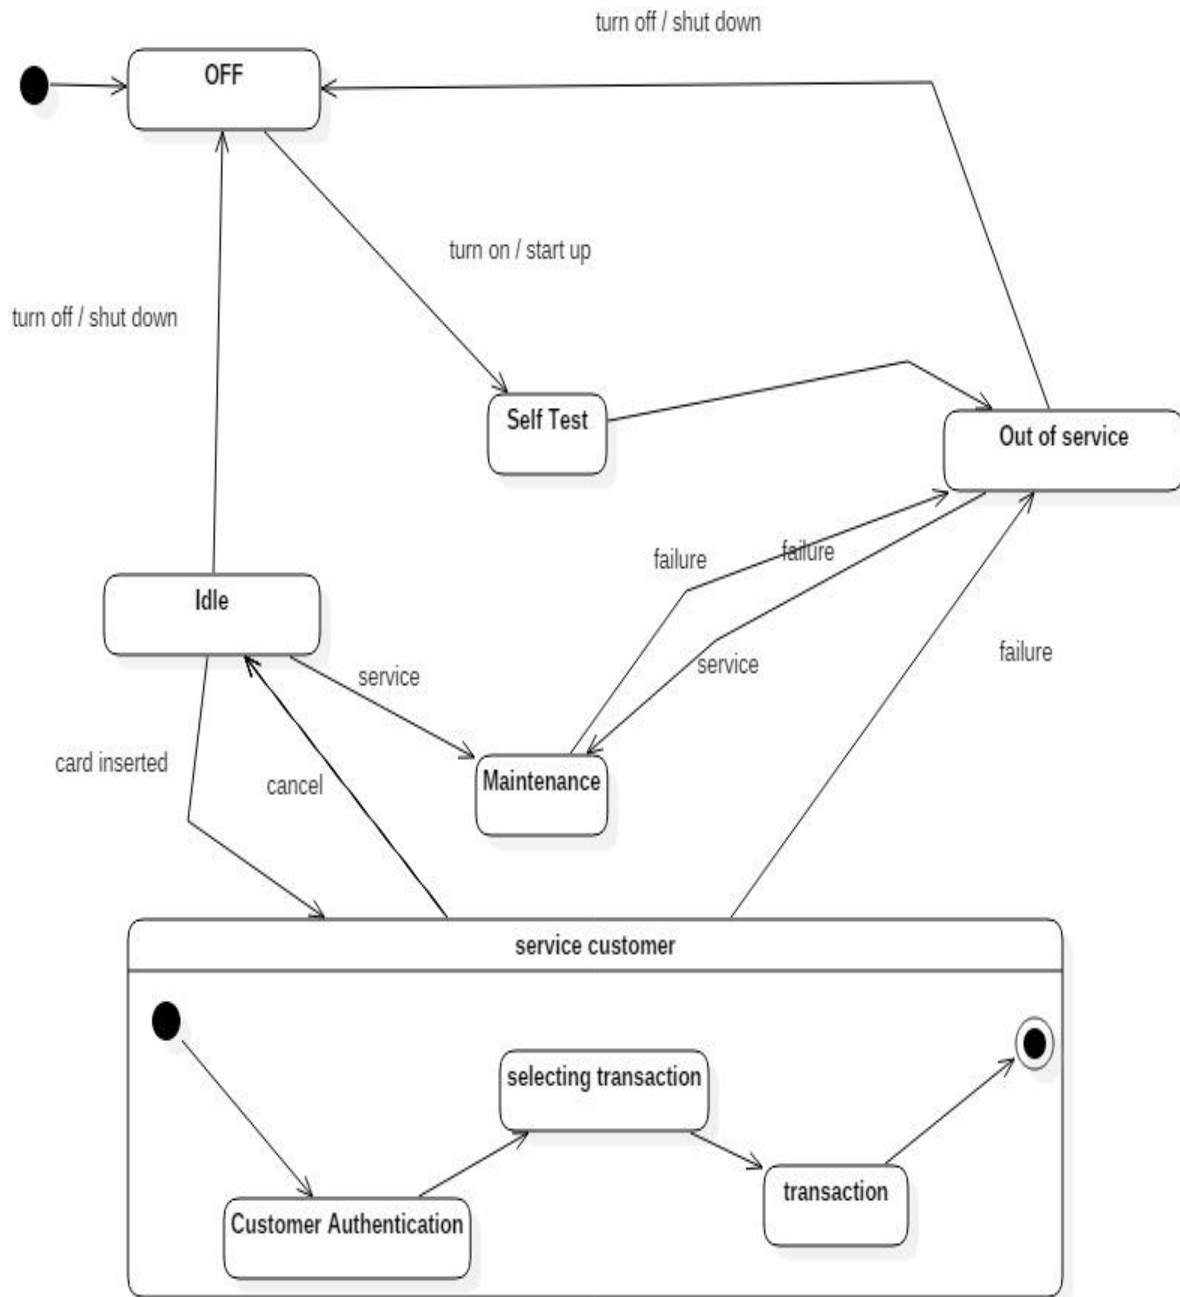 turn off / shut down
OFF
turn on / start up
turn off / shut down
Self Test
Out of service
failure
failure
Idle
service
service
failure
card inserted
cancel
Maintenance
service customer
selecting transaction
transaction
Customer Authentication